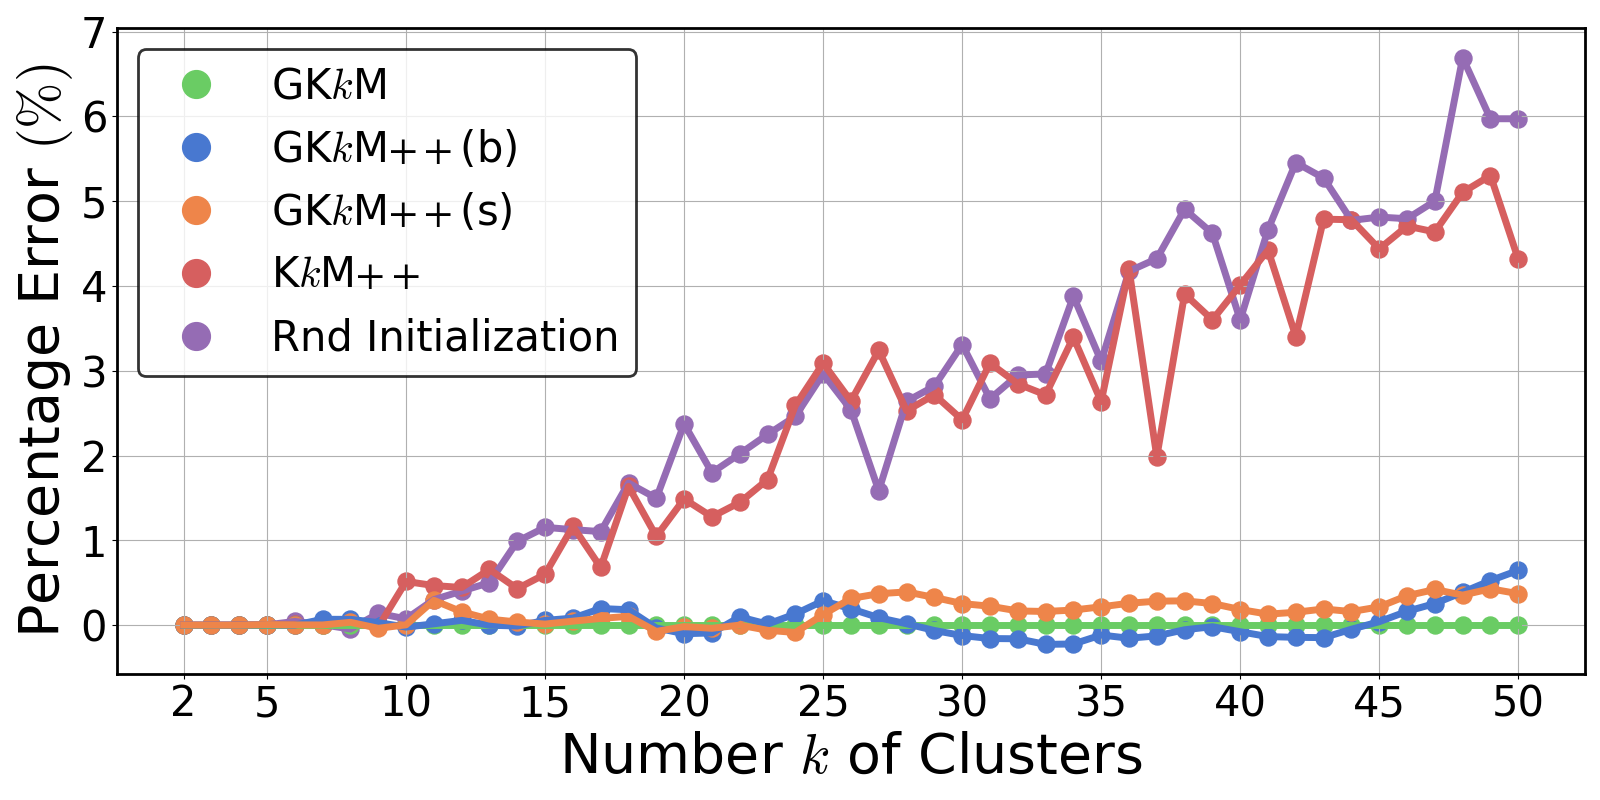 Percentage Error (%)
7
6
5
4
3
2
1
0
GKkM
GKkM++(b)
GKkM++(s)
KkM++
Rnd Initialization
2 5 10 15 20 25 30 35 40 45 50
Number k of Clusters